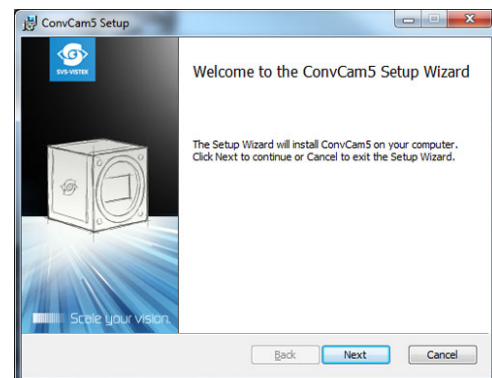 ConvCam5 Setup
SVS-VISTEK
Welcome to the ConvCam5 Setup Wizard
The Setup Wizard will install ConvCam5 on your computer.
Click Next to continue or Cancel to exit the Setup Wizard.
Scale your vision.
Back
Next
Cancel